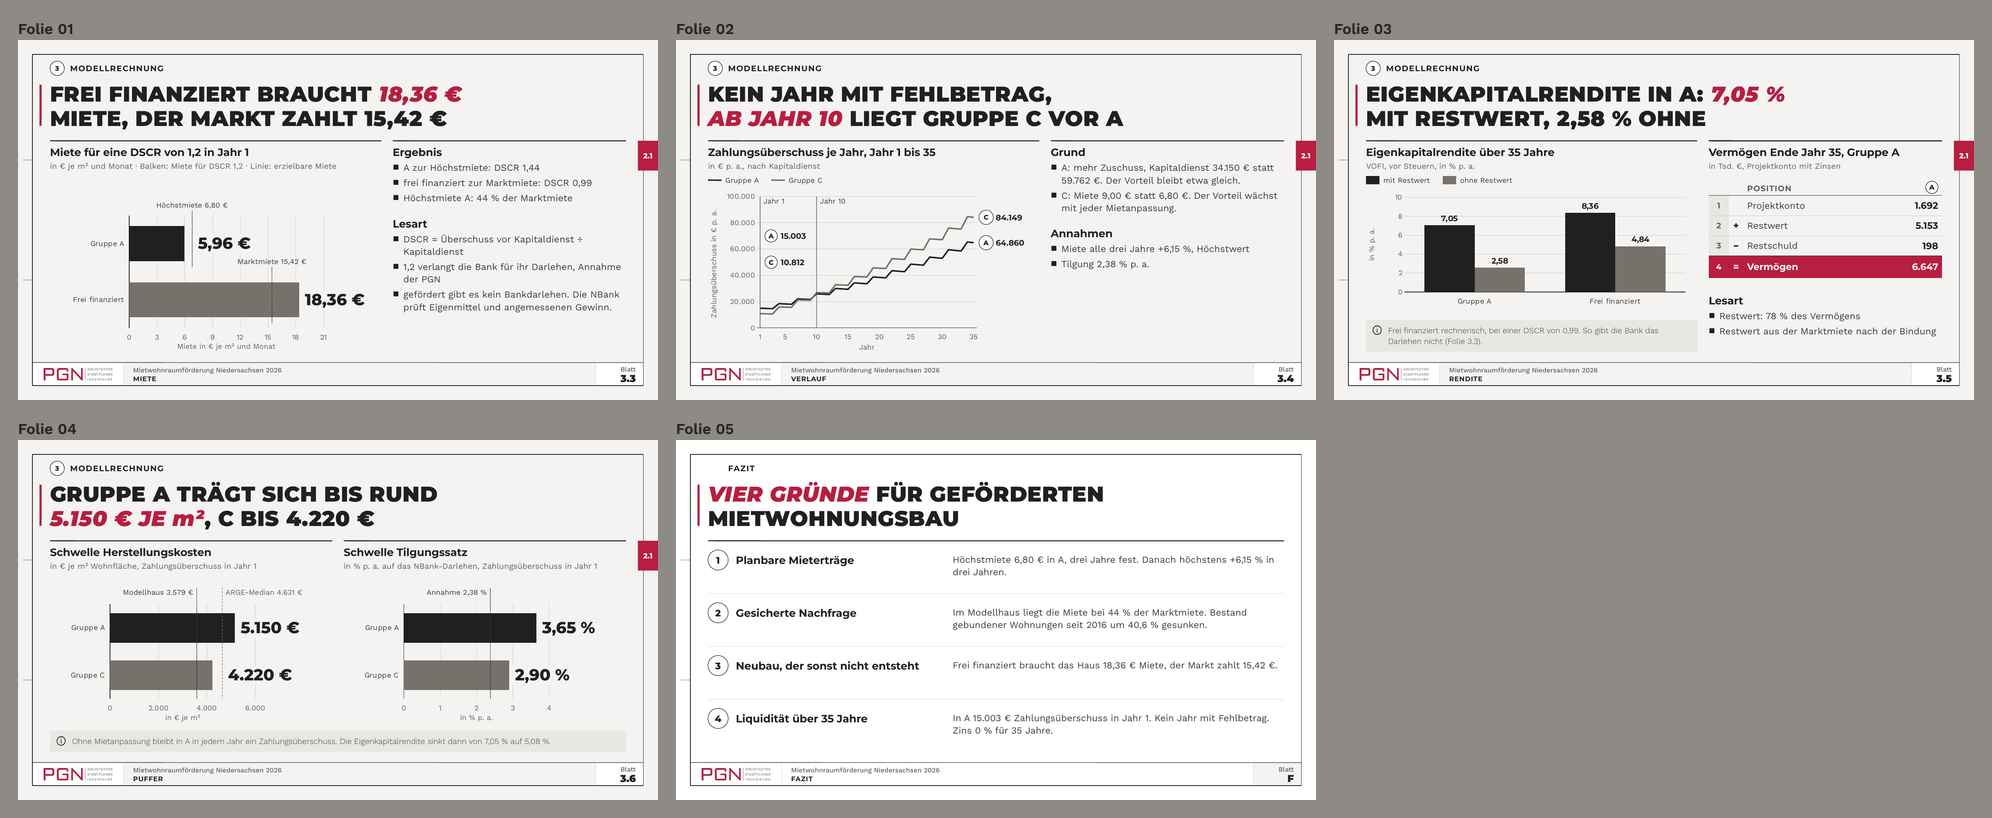 Folie 01
3 MODELLRECHNUNG
FREI FINANZIERT BRAUCHT 18,36 €
MIETE, DER MARKT ZAHLT 15,42 €
2.1
Miete für eine DSCR von 1,2 in Jahr 1
in € je m² und Monat · Balken: Miete für DSCR 1,2 · Linie: erzielbare Miete
Höchstmiete 6,80 €
Gruppe A
5,96 €
Marktmiete 15,42 €
Frei finanziert
18,36 €
0 3 6 9 12 15 18 21
Miete in € je m² und Monat
Ergebnis
■ A zur Höchstmiete: DSCR 1,44
■ frei finanziert zur Marktmiete: DSCR 0,99
■ Höchstmiete A: 44 % der Marktmiete
Lesart
■ DSCR = Überschuss vor Kapitaldienst ÷
Kapitaldienst
■ 1,2 verlangt die Bank für ihr Darlehen, Annahme
der PGN
■ gefördert gibt es kein Bankdarlehen. Die NBank
prüft Eigenmittel und angemessenen Gewinn.
PGN ARCHITEKTEN STADTPLANER INGENIEURE
Mietwohnraumförderung Niedersachsen 2026
MIETE
Blatt
3.3
Folie 02
3 MODELLRECHNUNG
KEIN JAHR MIT FEHLBETRAG,
AB JAHR 10 LIEGT GRUPPE C VOR A
2.1
Zahlungsüberschuss je Jahr, Jahr 1 bis 35
in € p. a., nach Kapitaldienst
Gruppe A Gruppe C
Zahlungsüberschuss in € p. a.
100.000
80.000
60.000
40.000
20.000
0
Jahr 1 Jahr 10
A 15.003
C 10.812
C 84.149
A 64.860
1 5 10 15 20 25 30 35
Jahr
Grund
■ A: mehr Zuschuss, Kapitaldienst 34.150 € statt
59.762 €. Der Vorteil bleibt etwa gleich.
■ C: Miete 9,00 € statt 6,80 €. Der Vorteil wächst
mit jeder Mietanpassung.
Annahmen
■ Miete alle drei Jahre +6,15 %, Höchstwert
■ Tilgung 2,38 % p. a.
PGN ARCHITEKTEN STADTPLANER INGENIEURE
Mietwohnraumförderung Niedersachsen 2026
VERLAUF
Blatt
3.4
Folie 03
3 MODELLRECHNUNG
EIGENKAPITALRENDITE IN A: 7,05 %
MIT RESTWERT, 2,58 % OHNE
2.1
Eigenkapitalrendite über 35 Jahre
VOFI, vor Steuern, in % p. a.
mit Restwert ohne Restwert
in % p. a.
10
8
6
4
2
0
7,05
2,58
8,36
4,84
Gruppe A Frei finanziert
Frei finanziert rechnerisch, bei einer DSCR von 0,99. So gibt die Bank das
Darlehen nicht (Folie 3.3).
Vermögen Ende Jahr 35, Gruppe A
in Tsd. €, Projektkonto mit Zinsen
POSITION A
1 Projektkonto 1.692
2 + Restwert 5.153
3 − Restschuld 198
4 = Vermögen 6.647
Lesart
■ Restwert: 78 % des Vermögens
■ Restwert aus der Marktmiete nach der Bindung
PGN ARCHITEKTEN STADTPLANER INGENIEURE
Mietwohnraumförderung Niedersachsen 2026
RENDITE
Blatt
3.5
Folie 04
3 MODELLRECHNUNG
GRUPPE A TRÄGT SICH BIS RUND
5.150 € JE m², C BIS 4.220 €
2.1
Schwelle Herstellungskosten
in € je m² Wohnfläche, Zahlungsüberschuss in Jahr 1
Modellhaus 3.579 € ARGE-Median 4.631 €
Gruppe A
5.150 €
Gruppe C
4.220 €
0 2.000 4.000 6.000
in € je m²
Schwelle Tilgungssatz
in % p. a. auf das NBank-Darlehen, Zahlungsüberschuss in Jahr 1
Annahme 2,38 %
Gruppe A
3,65 %
Gruppe C
2,90 %
0 1 2 3 4
in % p. a.
Ohne Mietanpassung bleibt in A in jedem Jahr ein Zahlungsüberschuss. Die Eigenkapitalrendite sinkt dann von 7,05 % auf 5,08 %.
PGN ARCHITEKTEN STADTPLANER INGENIEURE
Mietwohnraumförderung Niedersachsen 2026
PUFFER
Blatt
3.6
Folie 05
FAZIT
VIER GRÜNDE FÜR GEFÖRDERTEN
MIETWOHNUNGSBAU
1 Planbare Mieterträge
Höchstmiete 6,80 € in A, drei Jahre fest. Danach höchstens +6,15 % in
drei Jahren.
2 Gesicherte Nachfrage
Im Modellhaus liegt die Miete bei 44 % der Marktmiete. Bestand
gebundener Wohnungen seit 2016 um 40,6 % gesunken.
3 Neubau, der sonst nicht entsteht
Frei finanziert braucht das Haus 18,36 € Miete, der Markt zahlt 15,42 €.
4 Liquidität über 35 Jahre
In A 15.003 € Zahlungsüberschuss in Jahr 1. Kein Jahr mit Fehlbetrag.
Zins 0 % für 35 Jahre.
PGN ARCHITEKTEN STADTPLANER INGENIEURE
Mietwohnraumförderung Niedersachsen 2026
FAZIT
Blatt
F